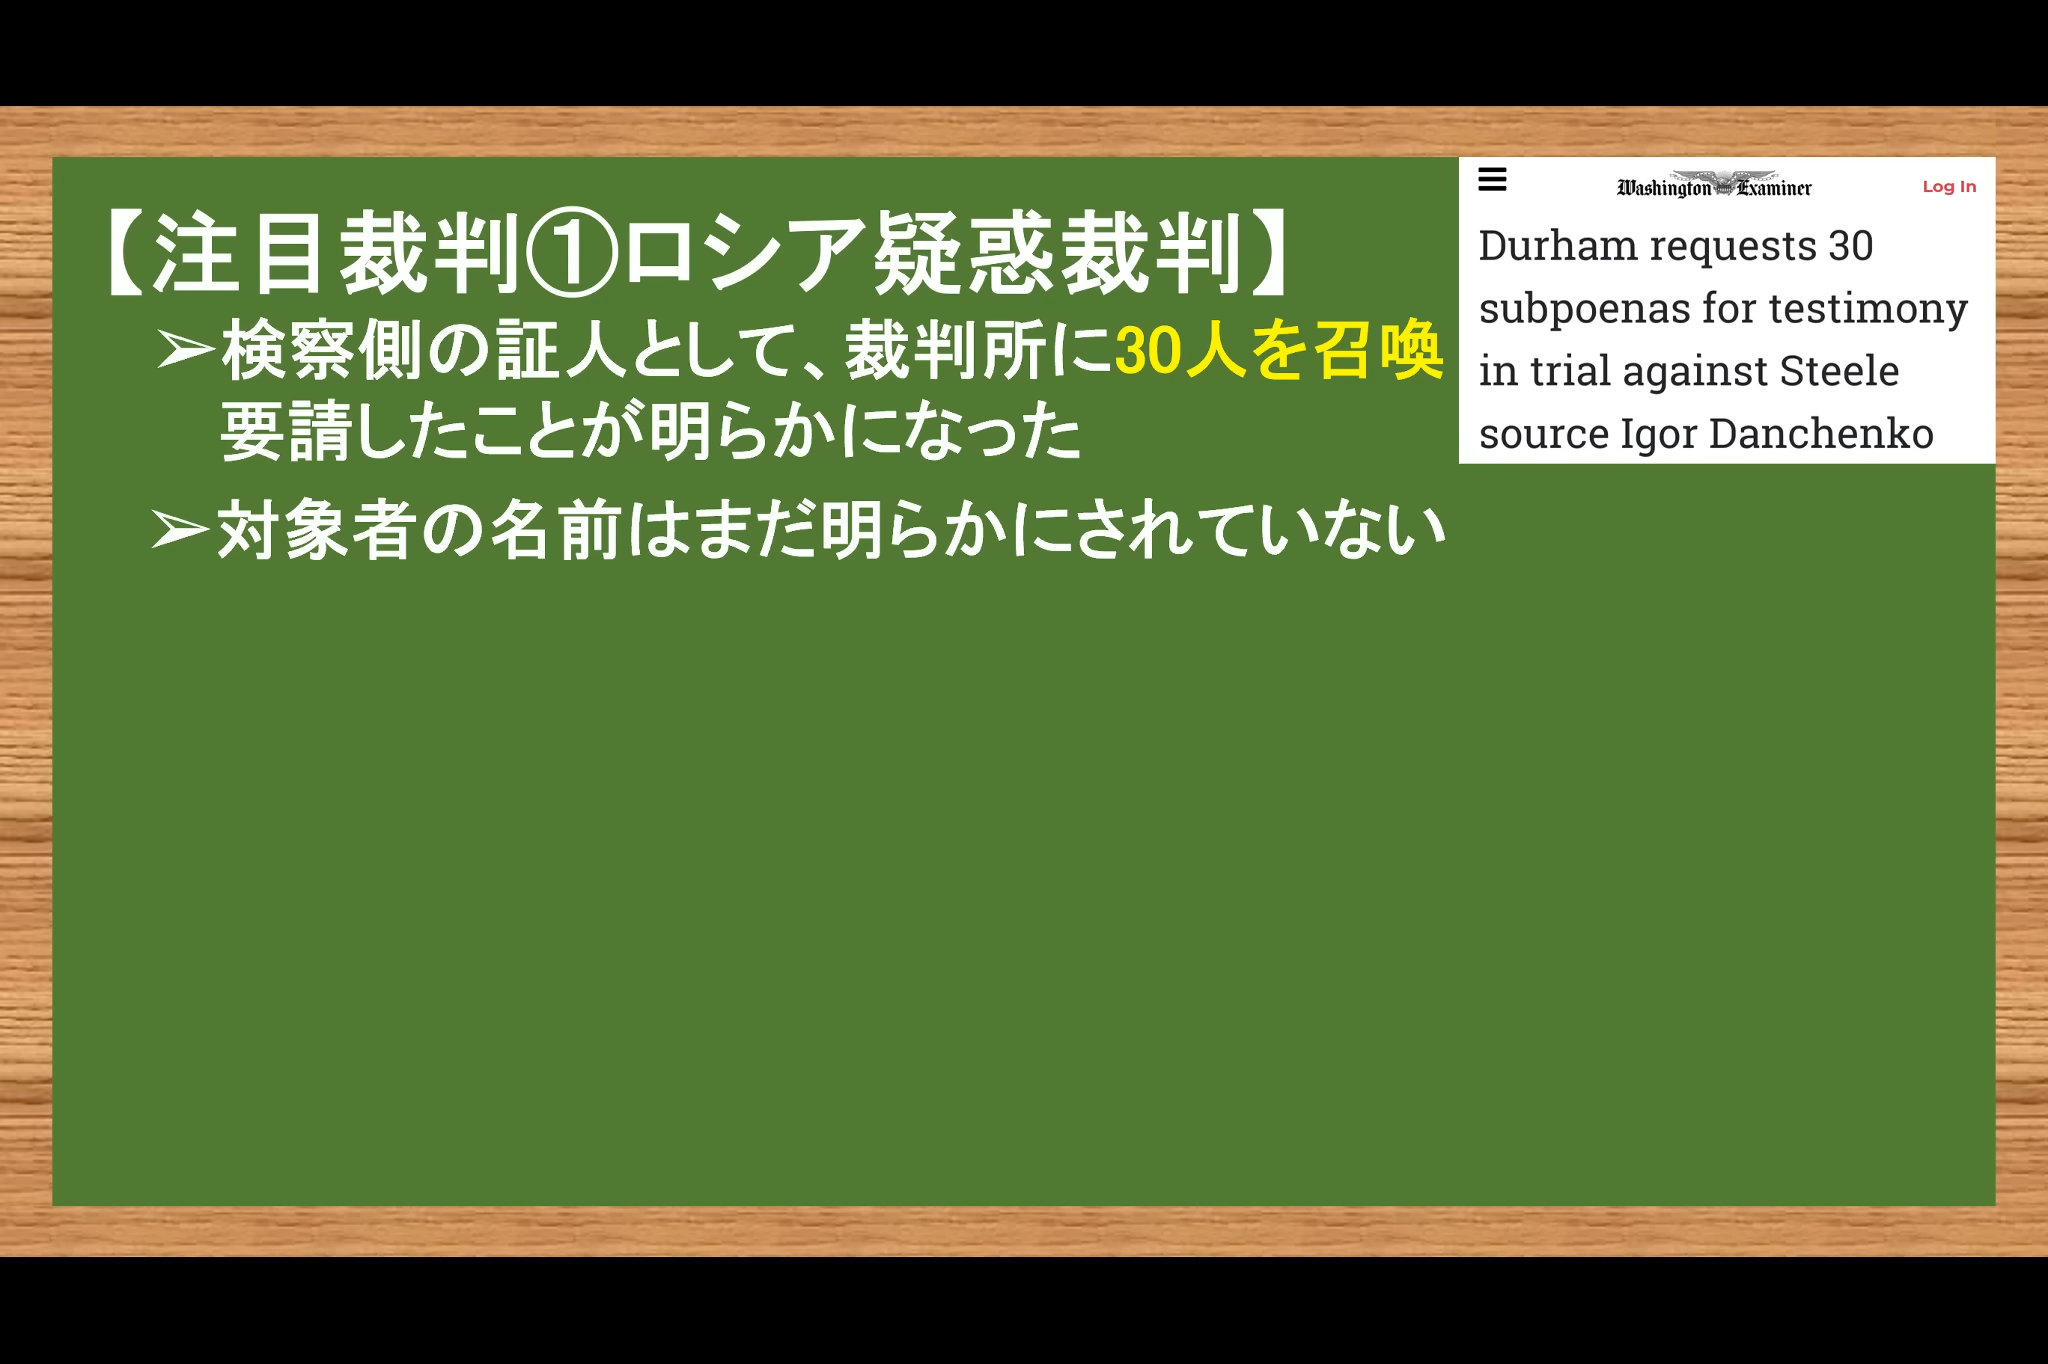 【注目裁判①ロシア疑惑裁判】
➢検察側の証人として、裁判所に30人を召喚
要請したことが明らかになった
➢対象者の名前はまだ明らかにされていない
Washington Examiner
Log In
Durham requests 30
subpoenas for testimony
in trial against Steele
source Igor Danchenko